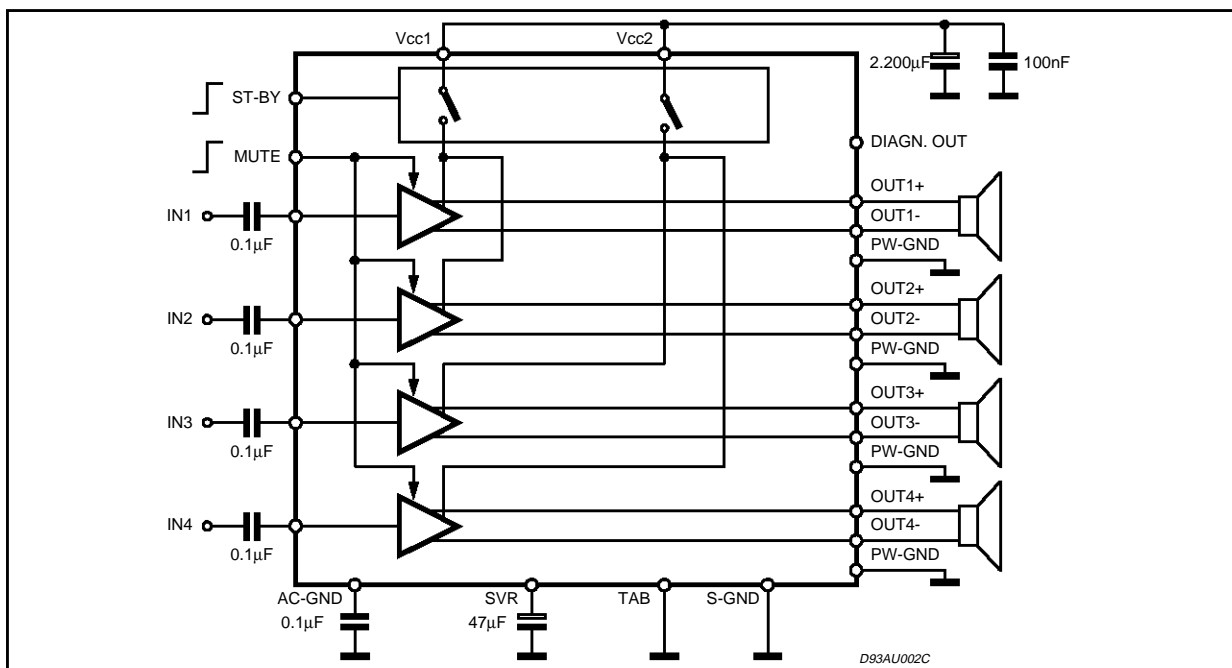 Vcc1
Vcc2
2.200µF
100nF
ST-BY
DIAGN. OUT
MUTE
OUT1+
IN1
OUT1-
0.1µF
PW-GND
OUT2+
IN2
OUT2-
0.1µF
PW-GND
OUT3+
IN3
OUT3-
0.1µF
PW-GND
OUT4+
IN4
OUT4-
0.1µF
PW-GND
AC-GND
SVR
TAB
S-GND
0.1µF
47µF
D93AU002C